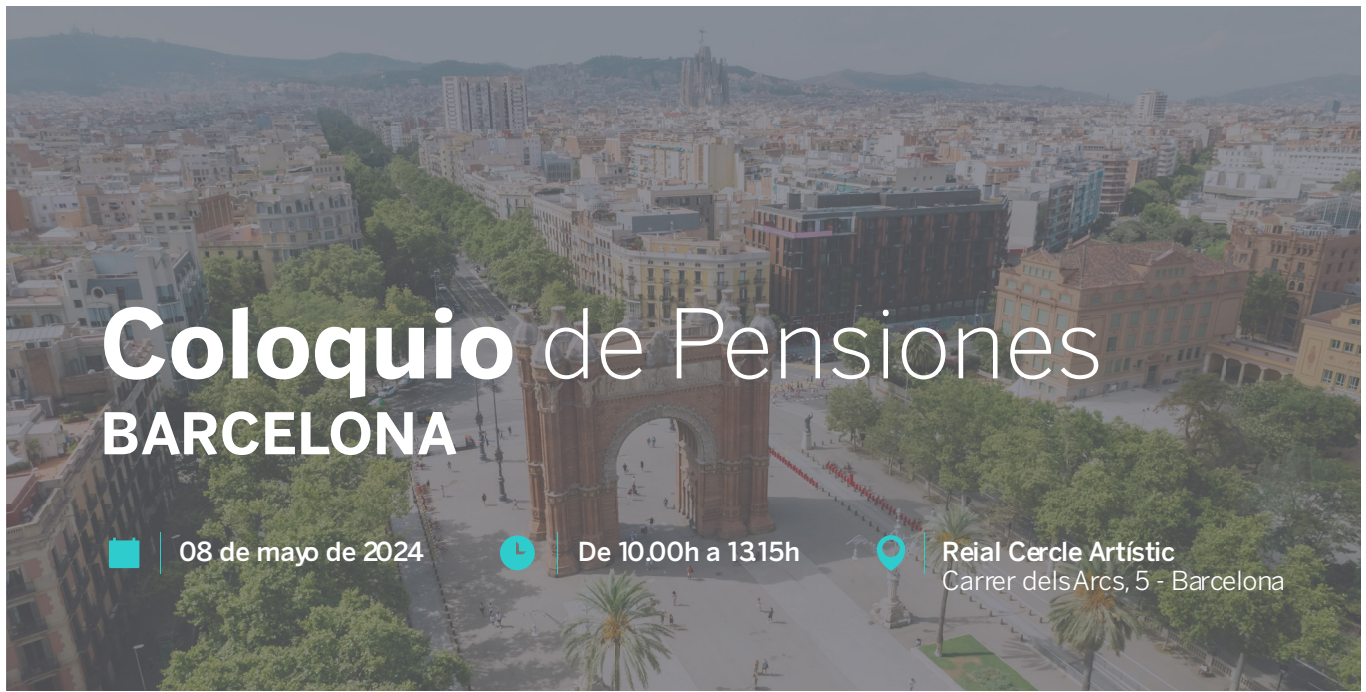 Coloquio de Pensiones
BARCELONA
08 de mayo de 2024
De 10.00h a 13.15h
Reial Cercle Artístic
Carrer dels Arcs, 5 - Barcelona